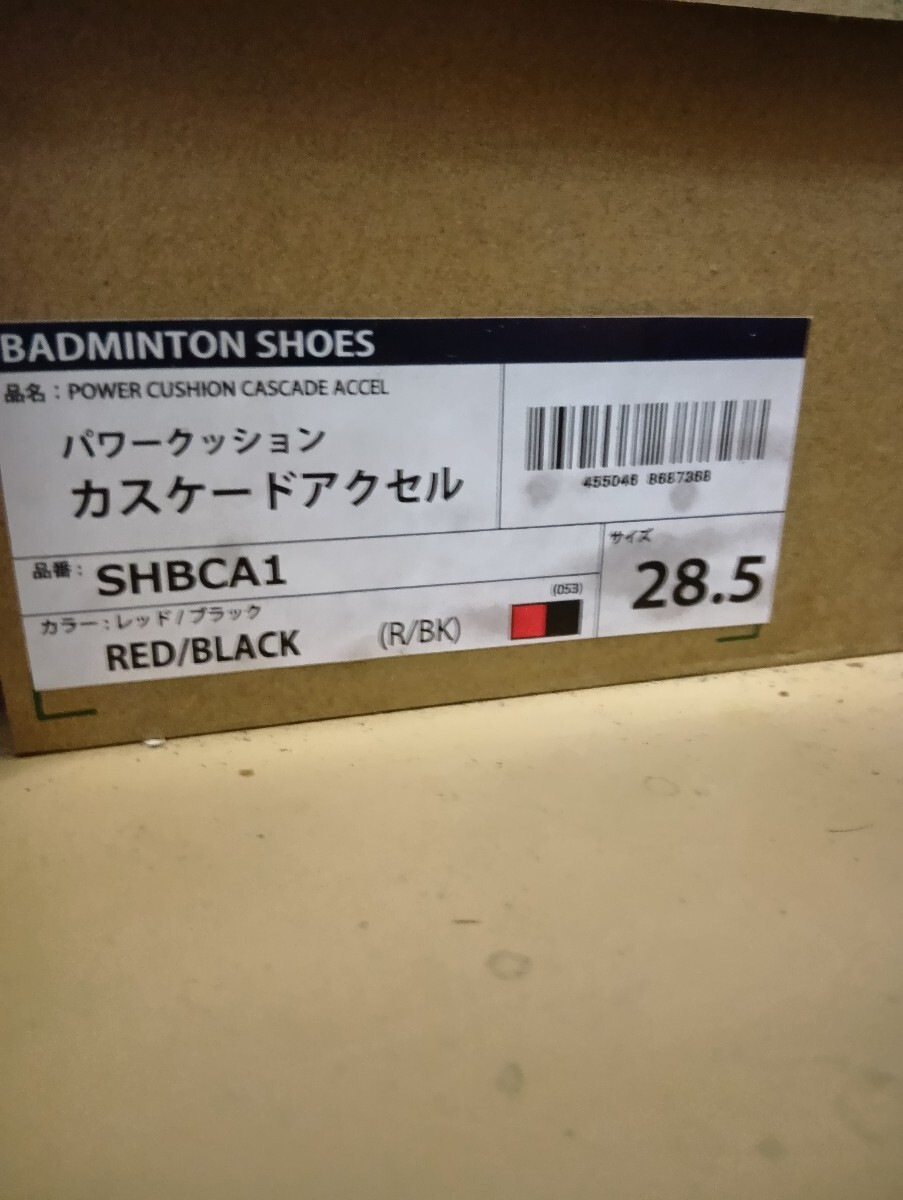 BADMINTON SHOES
品名：POWER CUSHION CASCADE ACCEL
パワークッション
カスケードアクセル
455046 8687368
品番：SHBCA1
カラー：レッド/ブラック
RED/BLACK (R/BK) (053)
サイズ
28.5